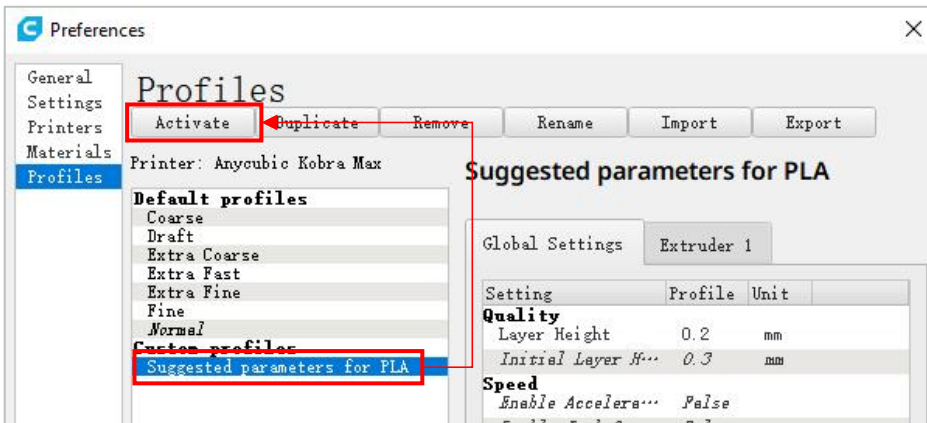 Preferences
General
Settings
Printers
Materials
Profiles
Profiles
Activate Duplicate Remove Rename Import Export
Printer: Anycubic Kobra Max
Default profiles
Coarse
Draft
Extra Coarse
Extra Fast
Extra Fine
Fine
Normal
Custom profiles
Suggested parameters for PLA
Suggested parameters for PLA
Global Settings Extruder 1
Setting Profile Unit
Quality
Layer Height 0.2 mm
Initial Layer H··· 0.3 mm
Speed
Enable Accelera··· False